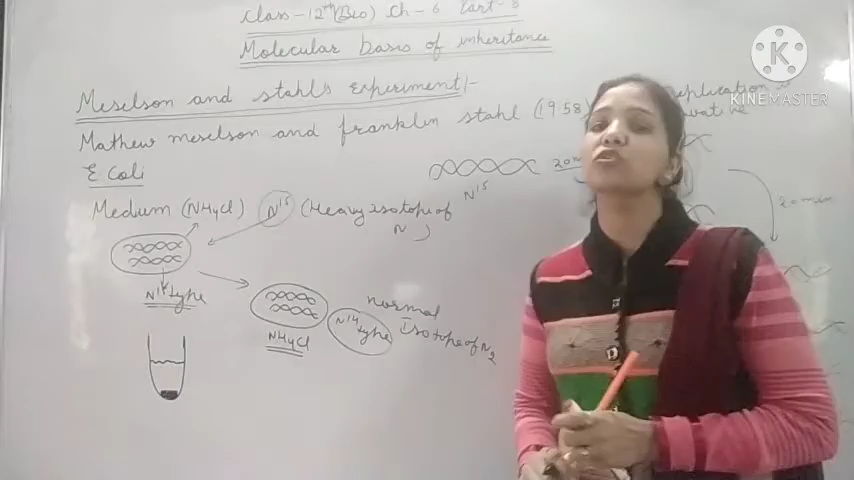 Class - 12th (Bio) Ch - 6 Part - 8
Molecular basis of inheritance
Meselson and stahl's Experiment :-
Mathew meselson and franklin stahl (1958)
E Coli
Medium (NH4Cl) N15 (Heavy isotope of N)
N15
20 min
N15 type
NH4Cl
N14 type
normal isotope of N2
K
KINEMASTER